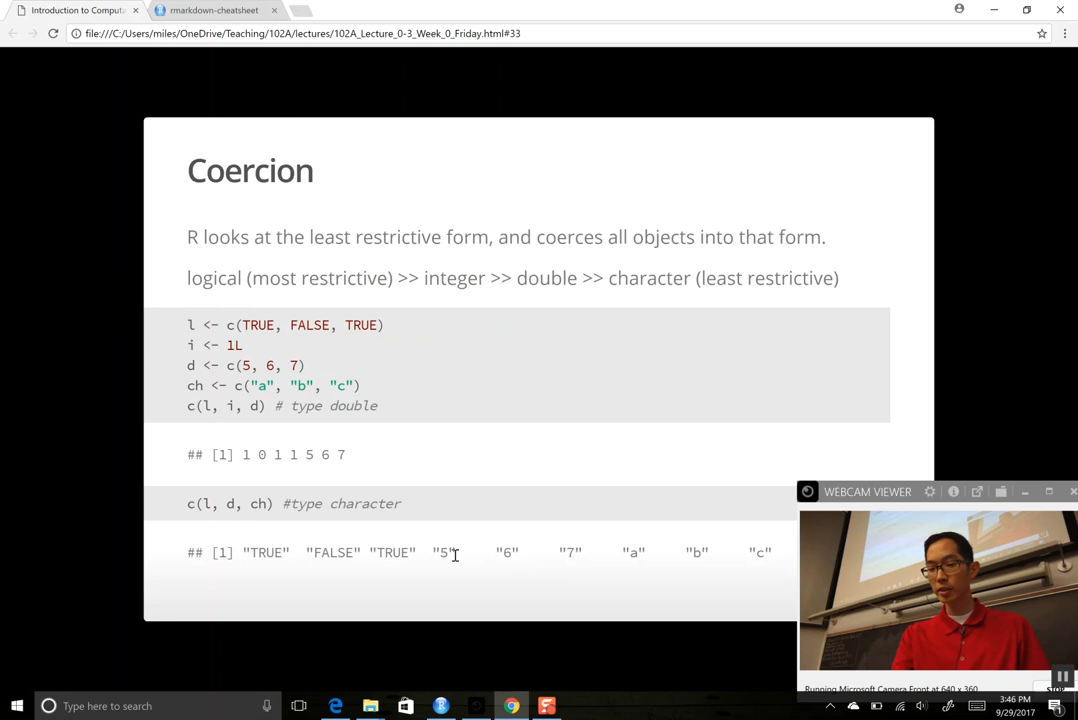 Introduction to Computa
rmarkdown-cheatsheet
file:///C:/Users/miles/OneDrive/Teaching/102A/lectures/102A_Lecture_0-3_Week_0_Friday.html#33
Coercion
R looks at the least restrictive form, and coerces all objects into that form.
logical (most restrictive) >> integer >> double >> character (least restrictive)
l <- c(TRUE, FALSE, TRUE)
i <- 1L
d <- c(5, 6, 7)
ch <- c("a", "b", "c")
c(l, i, d) # type double
## [1] 1 0 1 1 5 6 7
c(l, d, ch) #type character
## [1] "TRUE" "FALSE" "TRUE" "5" "6" "7" "a" "b" "c"
WEBCAM VIEWER
Running Microsoft Camera Front at 640 x 360
STOP
Type here to search
3:46 PM
9/29/2017